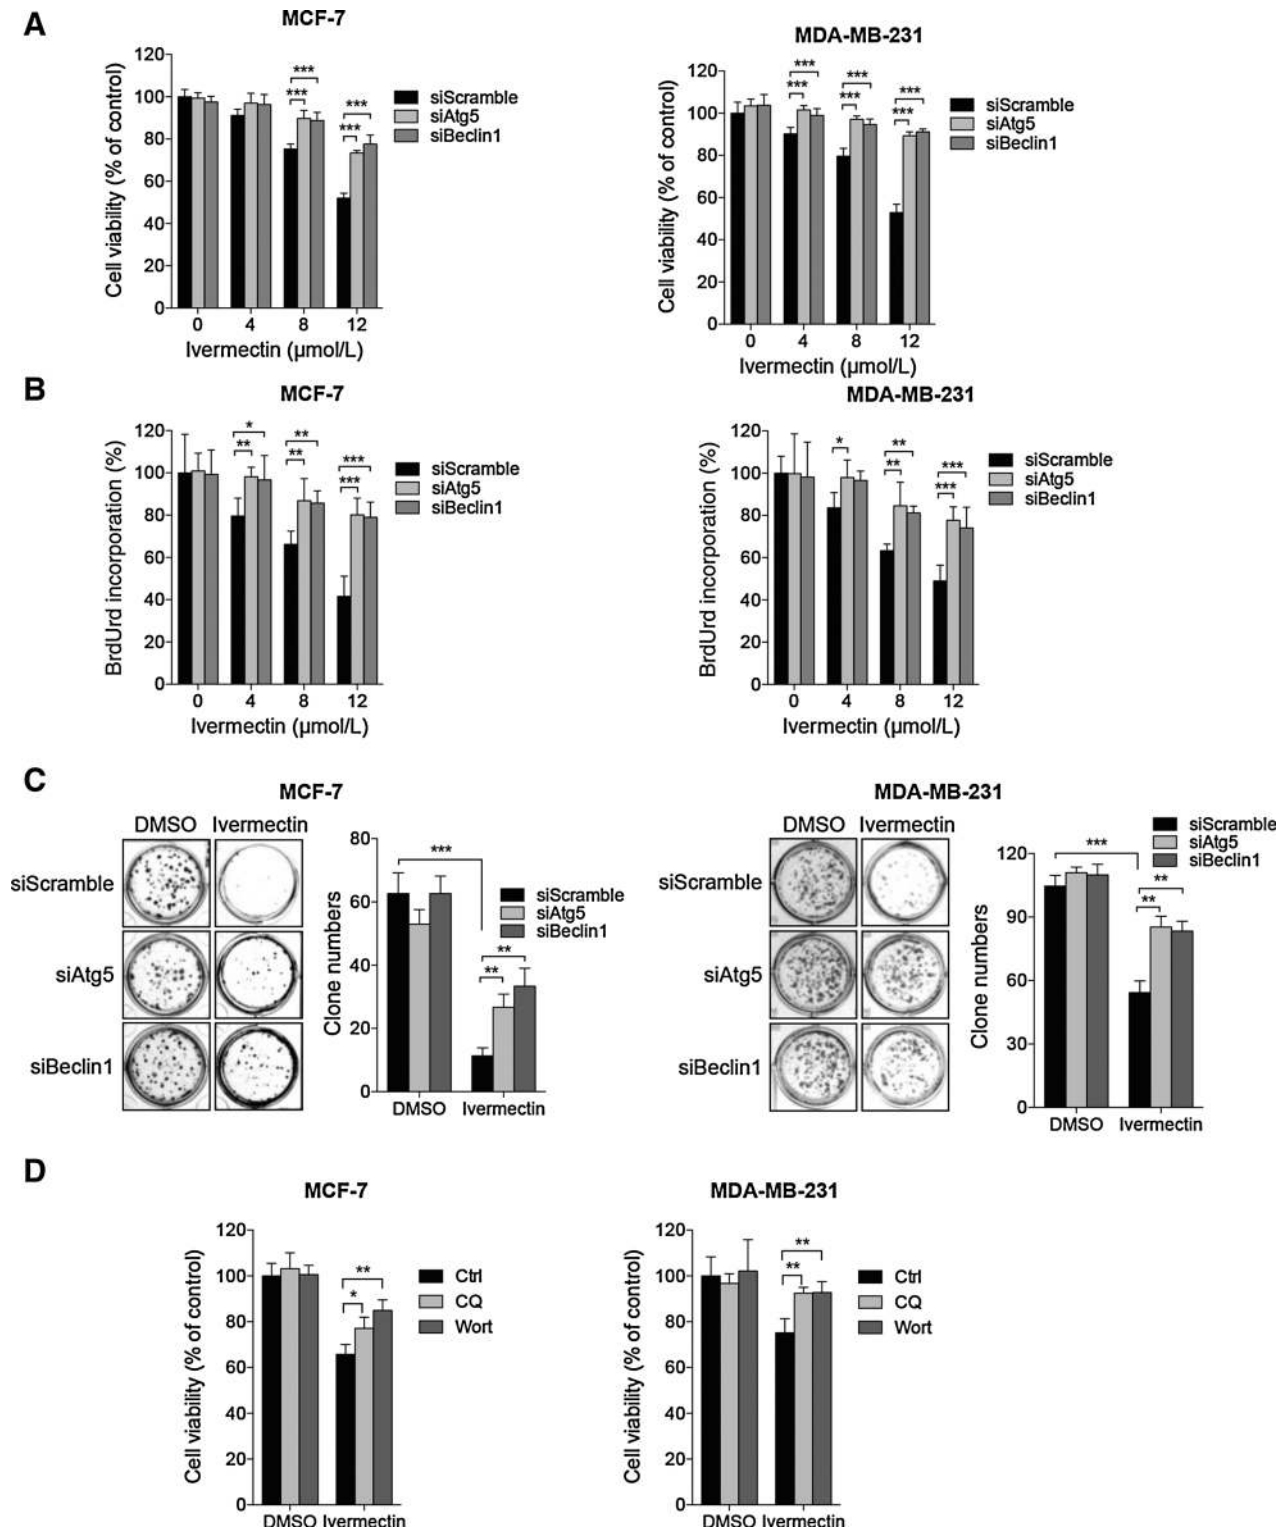 A
MCF-7
Cell viability (% of control)
120
100
80
60
40
20
0
***
***
***
***
siScramble
siAtg5
siBeclin1
0 4 8 12
Ivermectin (µmol/L)
MDA-MB-231
Cell viability (% of control)
120
100
80
60
40
20
0
***
***
***
***
***
***
siScramble
siAtg5
siBeclin1
0 4 8 12
Ivermectin (µmol/L)
B
MCF-7
BrdUrd incorporation (%)
120
100
80
60
40
20
0
*
**
**
**
***
***
siScramble
siAtg5
siBeclin1
0 4 8 12
Ivermectin (µmol/L)
MDA-MB-231
BrdUrd incorporation (%)
120
100
80
60
40
20
0
*
**
**
***
***
siScramble
siAtg5
siBeclin1
0 4 8 12
Ivermectin (µmol/L)
C
MCF-7
DMSO Ivermectin
siScramble
siAtg5
siBeclin1
Clone numbers
80
60
40
20
0
***
**
**
siScramble
siAtg5
siBeclin1
DMSO Ivermectin
MDA-MB-231
DMSO Ivermectin
siScramble
siAtg5
siBeclin1
Clone numbers
120
90
60
30
0
***
**
**
siScramble
siAtg5
siBeclin1
DMSO Ivermectin
D
MCF-7
Cell viability (% of control)
120
100
80
60
40
20
0
**
*
Ctrl
CQ
Wort
DMSO Ivermectin
MDA-MB-231
Cell viability (% of control)
120
100
80
60
40
20
0
**
**
Ctrl
CQ
Wort
DMSO Ivermectin